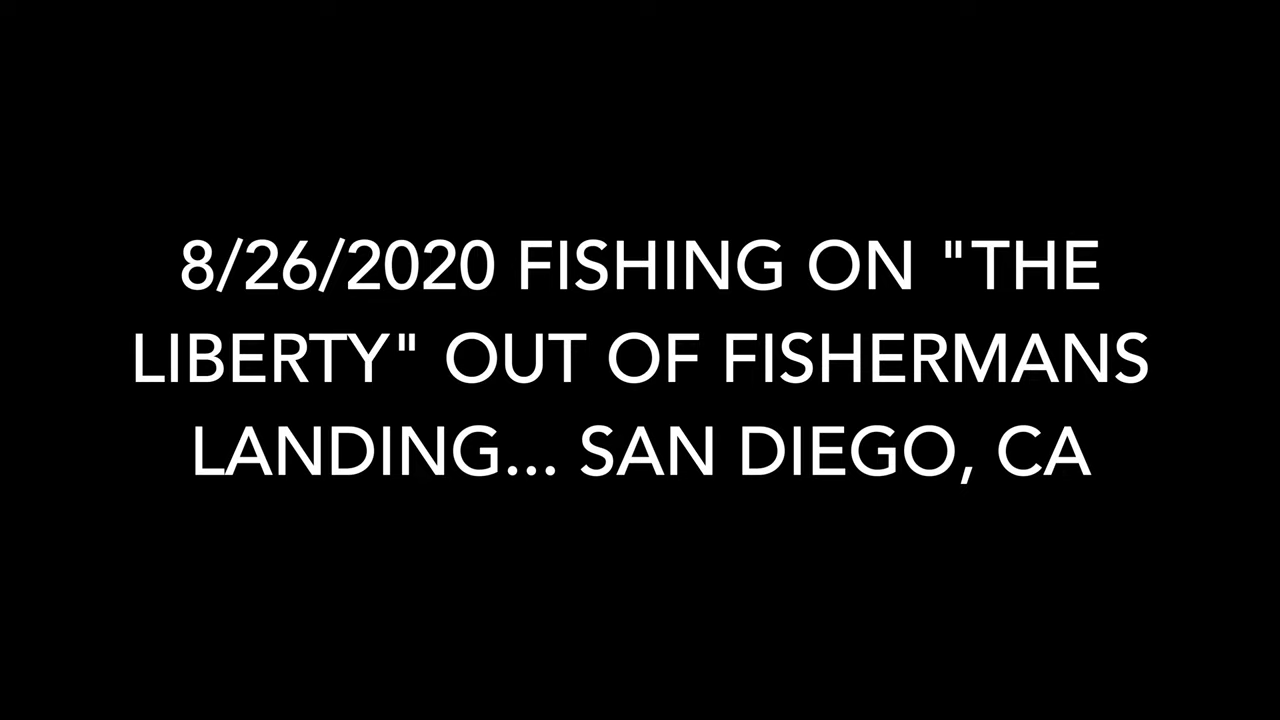 8/26/2020 FISHING ON "THE
LIBERTY" OUT OF FISHERMANS
LANDING... SAN DIEGO, CA